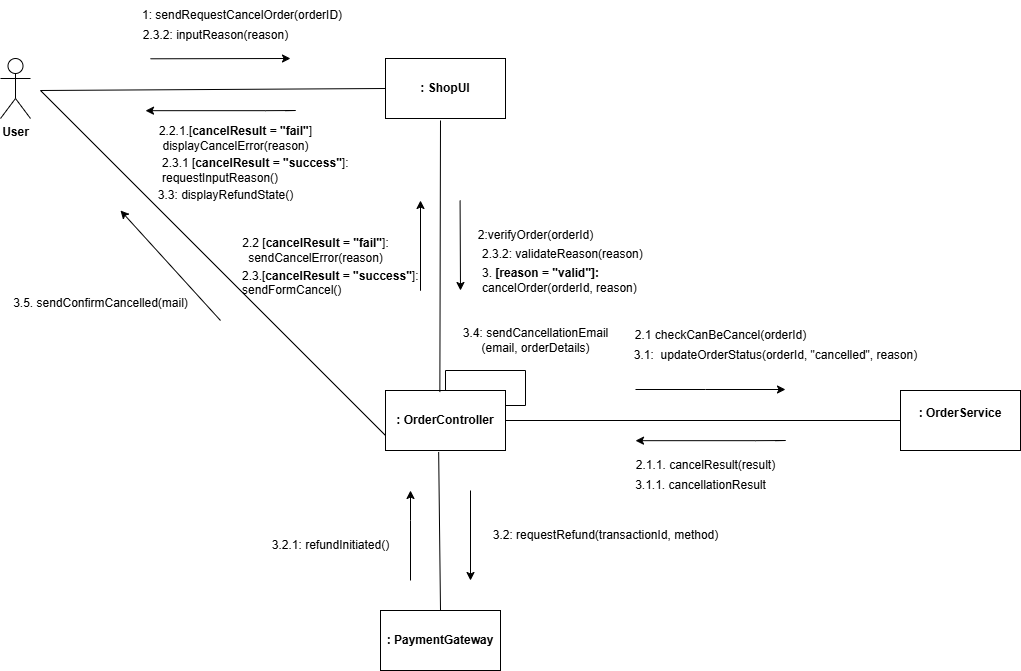 1: sendRequestCancelOrder(orderID)
2.3.2: inputReason(reason)
User
: ShopUI
2.2.1.[cancelResult = "fail"]
displayCancelError(reason)
2.3.1 [cancelResult = "success"]:
requestInputReason()
3.3: displayRefundState()
2.2 [cancelResult = "fail"]:
sendCancelError(reason)
2.3.[cancelResult = "success"]:
sendFormCancel()
2:verifyOrder(orderId)
2.3.2: validateReason(reason)
3. [reason = "valid"]:
cancelOrder(orderId, reason)
3.5. sendConfirmCancelled(mail)
3.4: sendCancellationEmail
(email, orderDetails)
2.1 checkCanBeCancel(orderId)
3.1: updateOrderStatus(orderId, "cancelled", reason)
: OrderController
: OrderService
2.1.1. cancelResult(result)
3.1.1. cancellationResult
3.2.1: refundInitiated()
3.2: requestRefund(transactionId, method)
: PaymentGateway